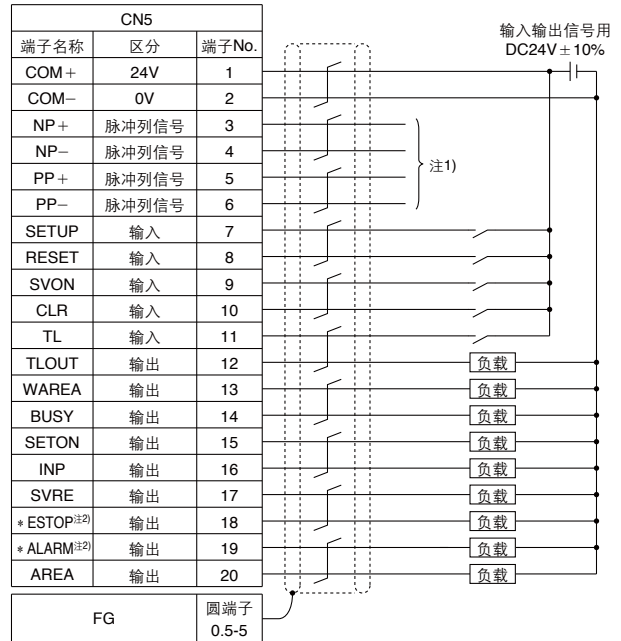 CN5
输入输出信号用
DC24V±10%
端子名称 区分 端子No.
COM+ 24V 1
COM− 0V 2
NP+ 脉冲列信号 3
NP− 脉冲列信号 4
注1)
PP+ 脉冲列信号 5
PP− 脉冲列信号 6
SETUP 输入 7
RESET 输入 8
SVON 输入 9
CLR 输入 10
TL 输入 11
TLOUT 输出 12 负载
WAREA 输出 13 负载
BUSY 输出 14 负载
SETON 输出 15 负载
INP 输出 16 负载
SVRE 输出 17 负载
* ESTOP注2) 输出 18 负载
* ALARM注2) 输出 19 负载
AREA 输出 20 负载
FG 圆端子
0.5-5